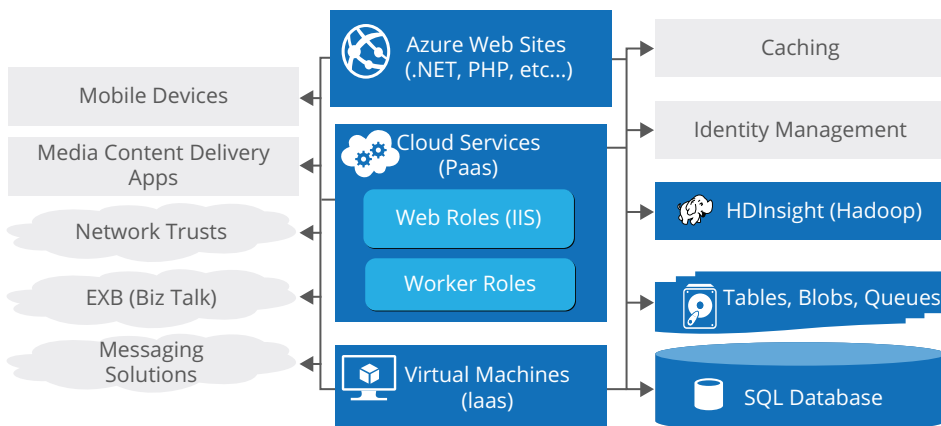 Mobile Devices
Media Content Delivery
Apps
Network Trusts
EXB (Biz Talk)
Messaging
Solutions
Azure Web Sites
(.NET, PHP, etc...)
Cloud Services
(Paas)
Web Roles (IIS)
Worker Roles
Virtual Machines
(Iaas)
Caching
Identity Management
HDInsight (Hadoop)
Tables, Blobs, Queues
SQL Database